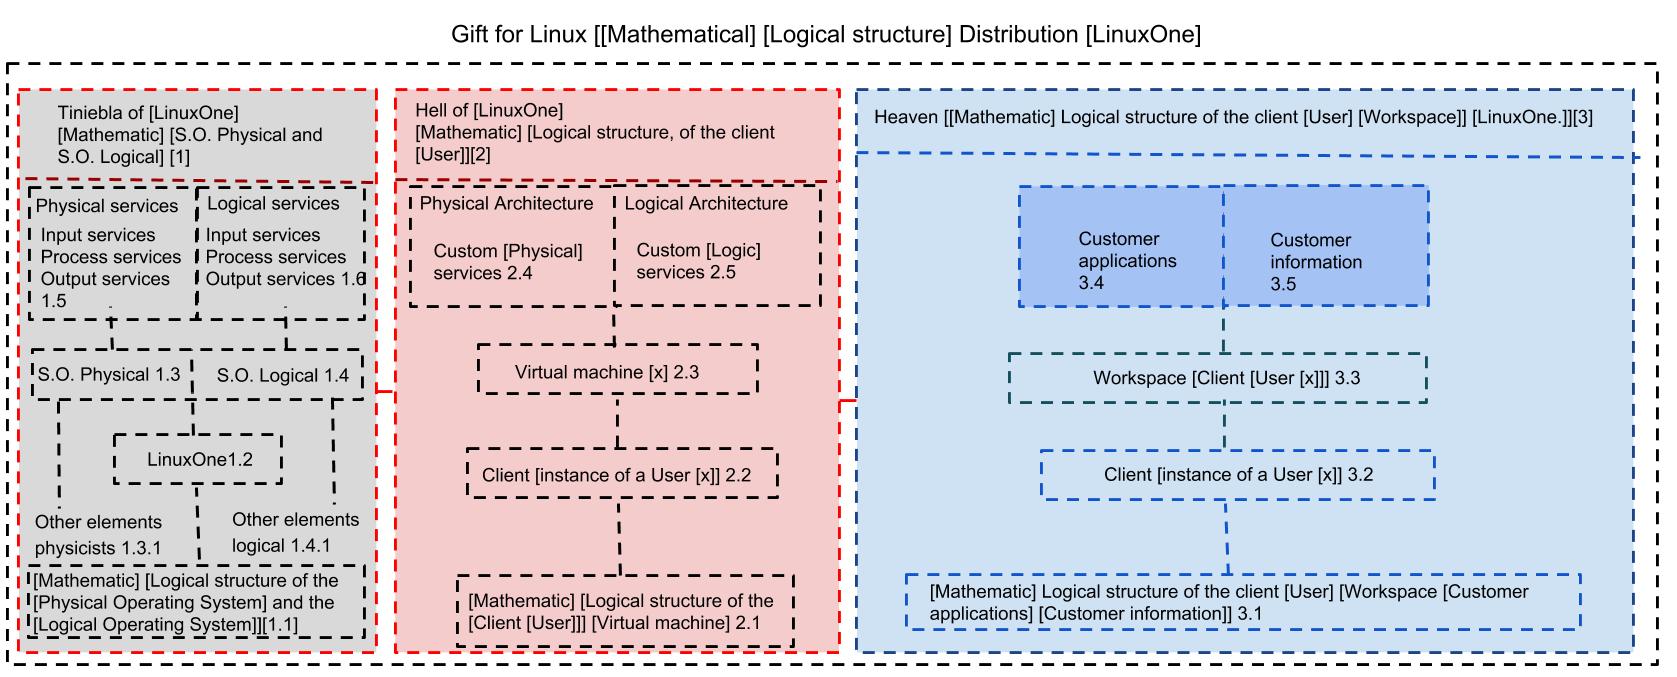 Gift for Linux [[Mathematical] [Logical structure] Distribution [LinuxOne]
Tiniebla of [LinuxOne]
[Mathematic] [S.O. Physical and
S.O. Logical] [1]
Physical services
Input services
Process services
Output services
1.5
Logical services
Input services
Process services
Output services 1.6
S.O. Physical 1.3
S.O. Logical 1.4
LinuxOne1.2
Other elements
physicists 1.3.1
Other elements
logical 1.4.1
[Mathematic] [Logical structure of the
[Physical Operating System] and the
[Logical Operating System]][1.1]
Hell of [LinuxOne]
[Mathematic] [Logical structure, of the client
[User]][2]
Physical Architecture
Custom [Physical]
services 2.4
Logical Architecture
Custom [Logic]
services 2.5
Virtual machine [x] 2.3
Client [instance of a User [x]] 2.2
[Mathematic] [Logical structure of the
[Client [User]]] [Virtual machine] 2.1
Heaven [[Mathematic] Logical structure of the client [User] [Workspace]] [LinuxOne.]][3]
Customer
applications
3.4
Customer
information
3.5
Workspace [Client [User [x]]] 3.3
Client [instance of a User [x]] 3.2
[Mathematic] Logical structure of the client [User] [Workspace [Customer
applications] [Customer information]] 3.1